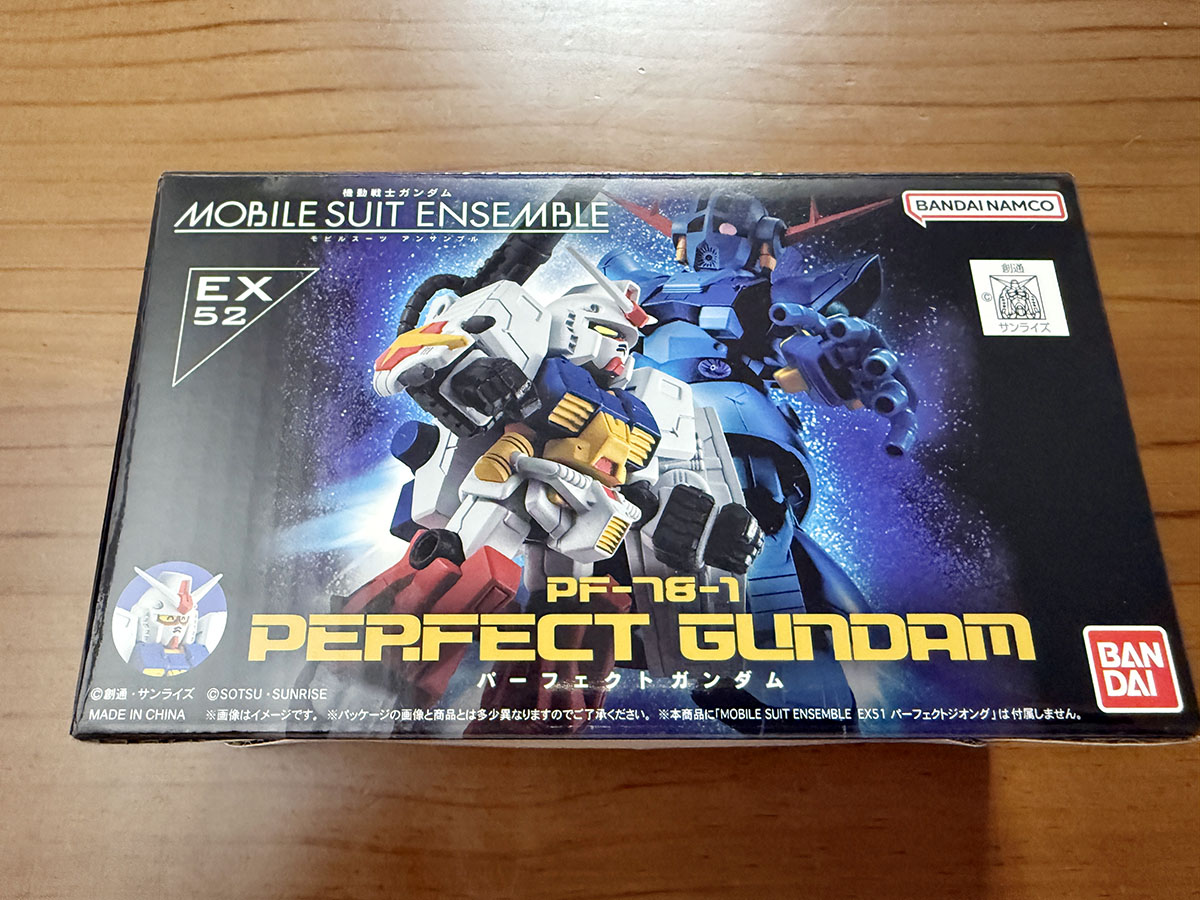 機動戦士ガンダム
MOBILE SUIT ENSEMBLE
モビルスーツ アンサンブル
BANDAI NAMCO
EX
52
創通
©
サンライズ
PF-78-1
PERFECT GUNDAM
パーフェクトガンダム
BAN
DAI
©創通・サンライズ ©SOTSU・SUNRISE
MADE IN CHINA ※画像はイメージです。 ※パッケージの画像と商品とは多少異なりますのでご了承ください。 ※本商品に「MOBILE SUIT ENSEMBLE EX51 パーフェクトジオング」は付属しません。